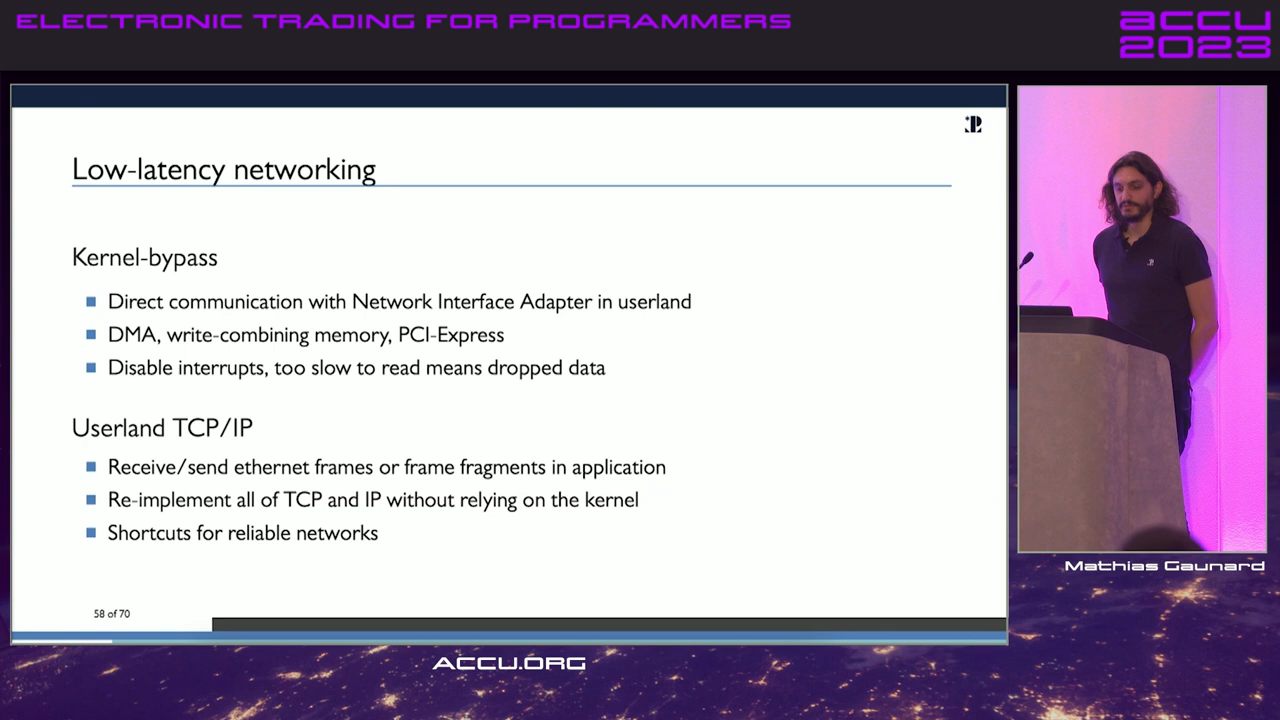 ELECTRONIC TRADING FOR PROGRAMMERS
accu
2023
Low-latency networking
Kernel-bypass
Direct communication with Network Interface Adapter in userland
DMA, write-combining memory, PCI-Express
Disable interrupts, too slow to read means dropped data
Userland TCP/IP
Receive/send ethernet frames or frame fragments in application
Re-implement all of TCP and IP without relying on the kernel
Shortcuts for reliable networks
58 of 70
Mathias Gaunard
ACCU.ORG